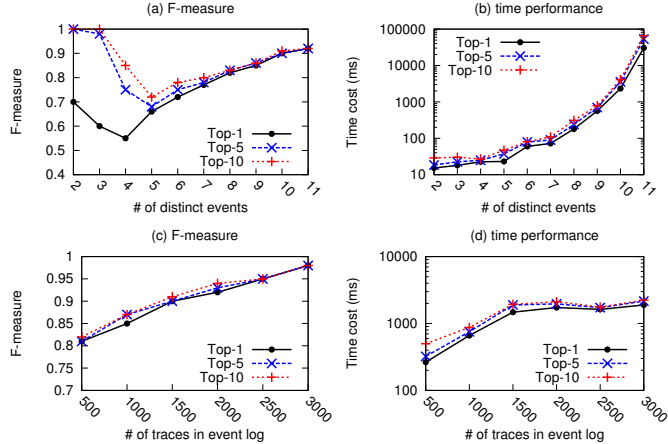 (a) F-measure
F-measure
1
0.9
0.8
0.7
0.6
0.5
0.4
Top-1
Top-5
Top-10
2 3 4 5 6 7 8 9 10 11
# of distinct events
(b) time performance
Time cost (ms)
100000
10000
1000
100
10
Top-1
Top-5
Top-10
2 3 4 5 6 7 8 9 10 11
# of distinct events
(c) F-measure
F-measure
1
0.95
0.9
0.85
0.8
0.75
0.7
Top-1
Top-5
Top-10
500 1000 1500 2000 2500 3000
# of traces in event log
(d) time performance
Time cost (ms)
10000
1000
100
Top-1
Top-5
Top-10
500 1000 1500 2000 2500 3000
# of traces in event log